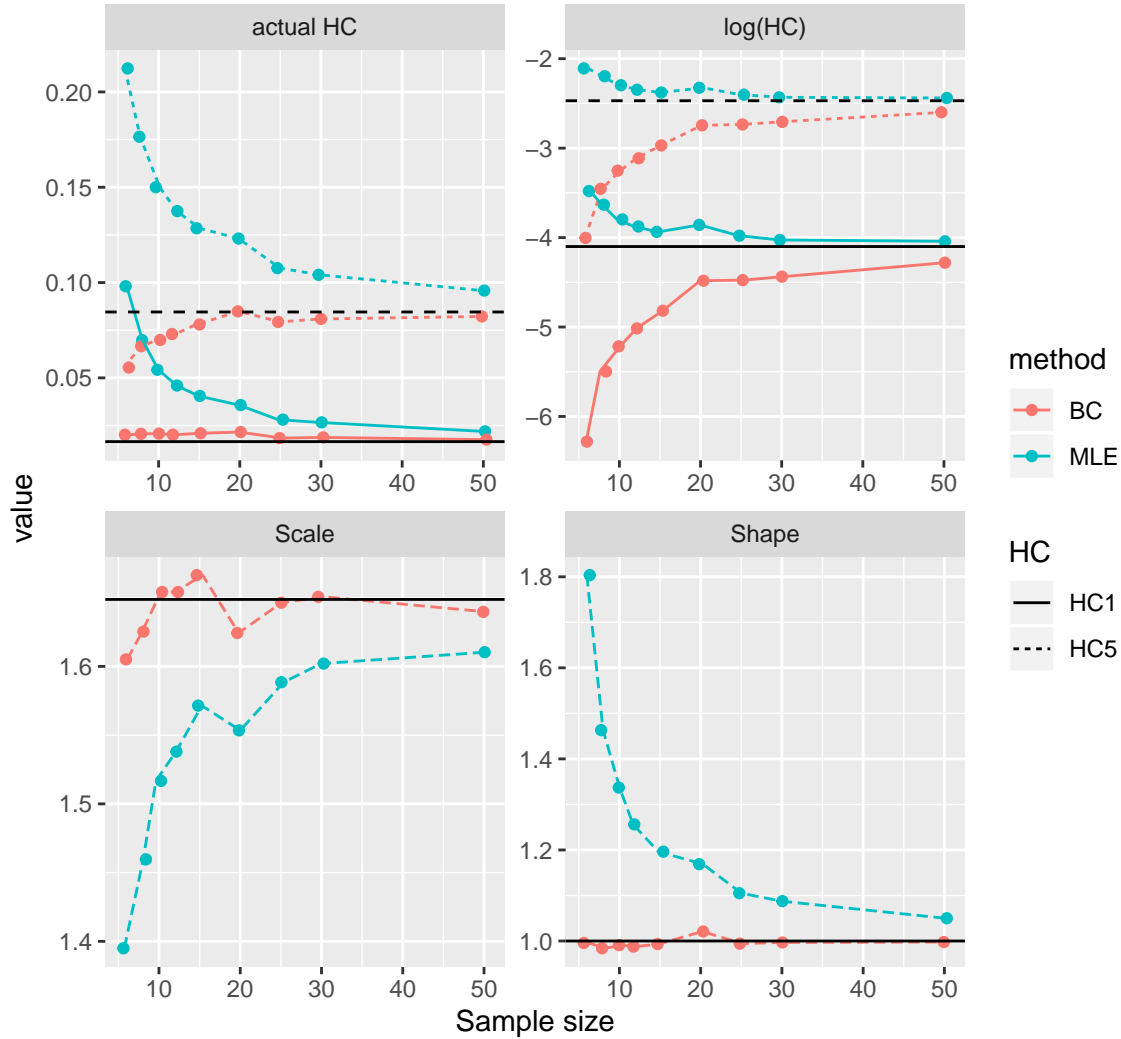 actual HC
log(HC)
0.20
0.15
0.10
0.05
−2
−3
−4
−5
−6
10 20 30 40 50
10 20 30 40 50
Scale
Shape
1.6
1.5
1.4
1.8
1.6
1.4
1.2
1.0
10 20 30 40 50
10 20 30 40 50
value
Sample size
method
BC
MLE
HC
HC1
HC5